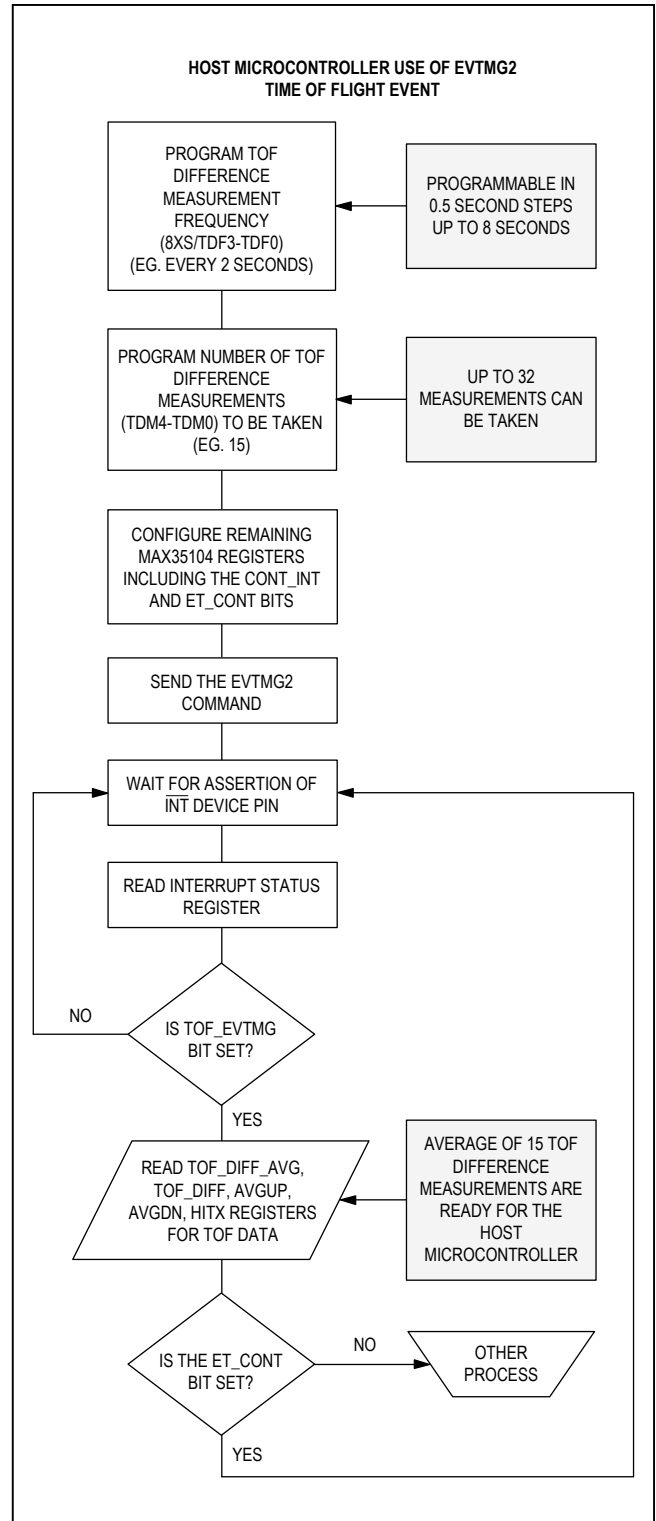 HOST MICROCONTROLLER USE OF EVTMG2
TIME OF FLIGHT EVENT
PROGRAM TOF
DIFFERENCE
MEASUREMENT
FREQUENCY
(8XS/TDF3-TDF0)
(EG. EVERY 2 SECONDS)
PROGRAMMABLE IN
0.5 SECOND STEPS
UP TO 8 SECONDS
PROGRAM NUMBER OF TOF
DIFFERENCE
MEASUREMENTS
(TDM4-TDM0) TO BE TAKEN
(EG. 15)
UP TO 32
MEASUREMENTS CAN
BE TAKEN
CONFIGURE REMAINING
MAX35104 REGISTERS
INCLUDING THE CONT_INT
AND ET_CONT BITS
SEND THE EVTMG2
COMMAND
WAIT FOR ASSERTION OF
INT DEVICE PIN
READ INTERRUPT STATUS
REGISTER
NO
IS TOF_EVTMG
BIT SET?
YES
READ TOF_DIFF_AVG,
TOF_DIFF, AVGUP,
AVGDN, HITX REGISTERS
FOR TOF DATA
AVERAGE OF 15 TOF
DIFFERENCE
MEASUREMENTS ARE
READY FOR THE
HOST
MICROCONTROLLER
IS THE ET_CONT
BIT SET?
NO
OTHER
PROCESS
YES